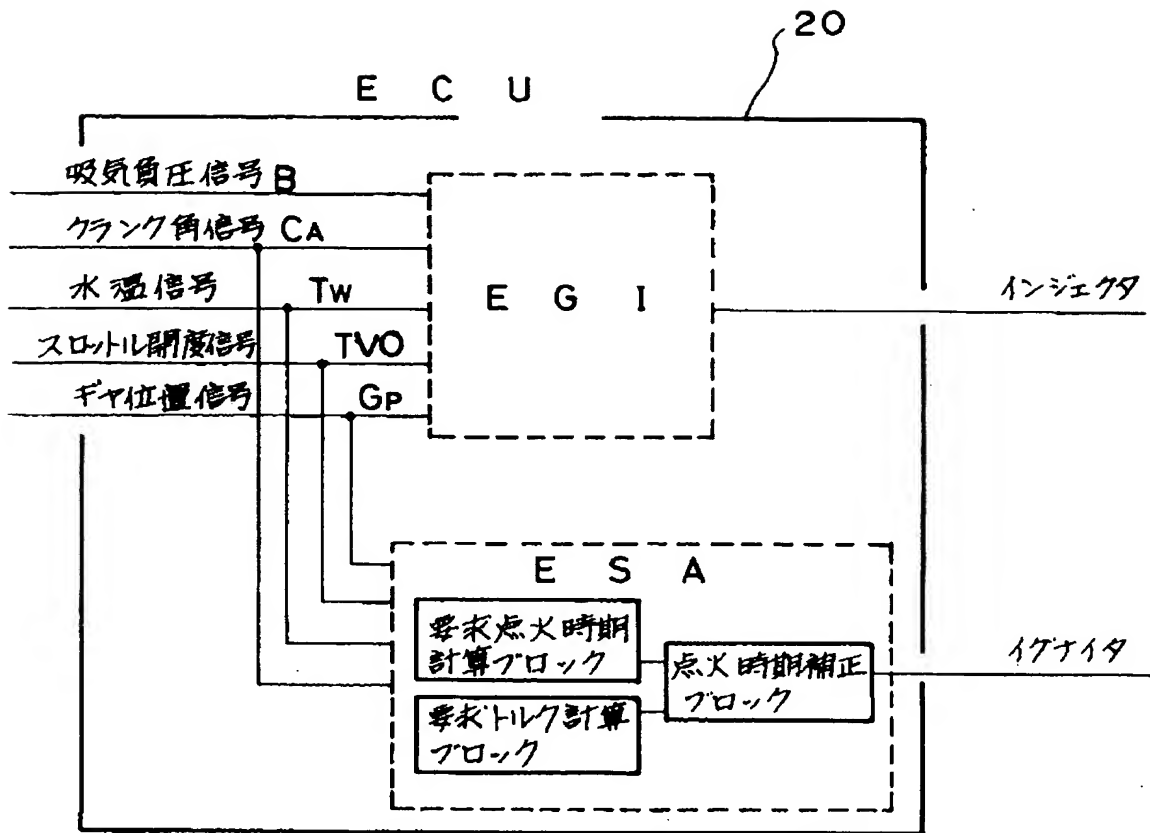 20
E C U
吸気負圧信号 B
クランク角信号 CA
水温信号 TW
スロットル開度信号 TVO
ギヤ位置信号 GP
E G I
インジェクタ
E S A
要求点火時期
計算ブロック
要求トルク計算
ブロック
点火時期補正
ブロック
イグナイタ